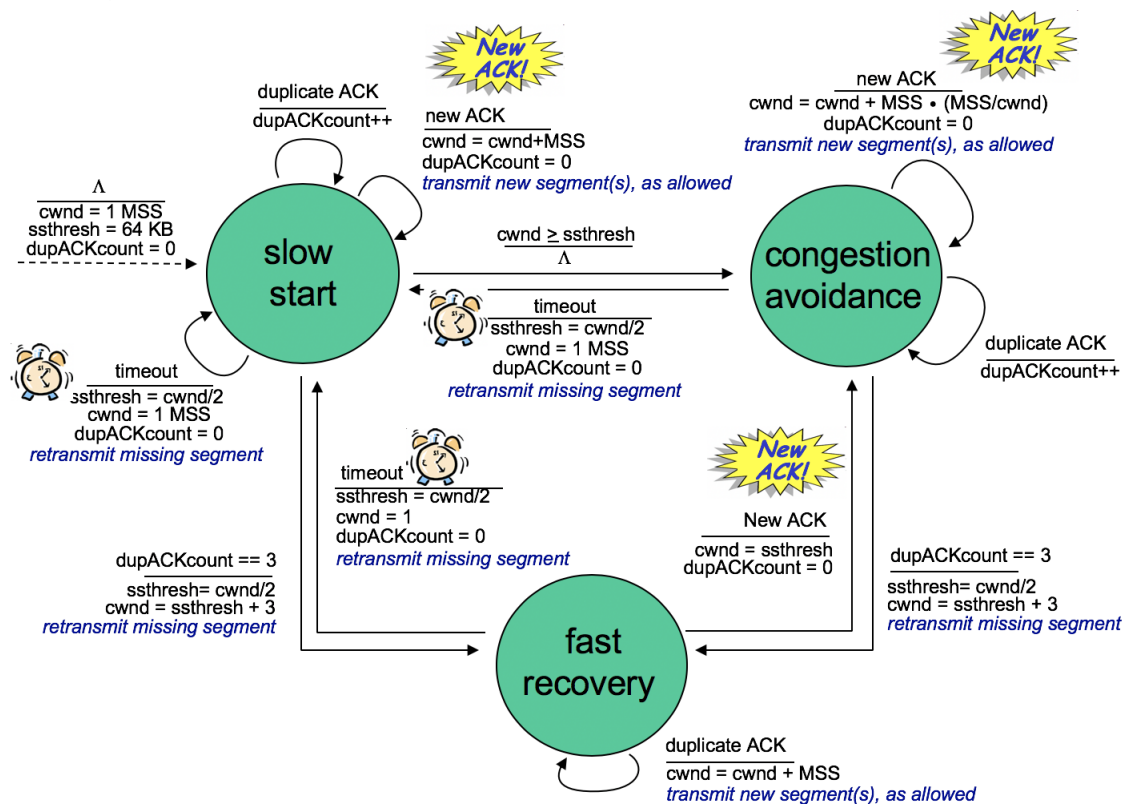 New
ACK!
duplicate ACK
dupACKcount++
new ACK
cwnd = cwnd+MSS
dupACKcount = 0
transmit new segment(s), as allowed
New
ACK!
new ACK
cwnd = cwnd + MSS • (MSS/cwnd)
dupACKcount = 0
transmit new segment(s), as allowed
Λ
cwnd = 1 MSS
ssthresh = 64 KB
dupACKcount = 0
slow
start
cwnd ≥ ssthresh
Λ
congestion
avoidance
timeout
ssthresh = cwnd/2
cwnd = 1 MSS
dupACKcount = 0
retransmit missing segment
timeout
ssthresh = cwnd/2
cwnd = 1 MSS
dupACKcount = 0
retransmit missing segment
duplicate ACK
dupACKcount++
timeout
ssthresh = cwnd/2
cwnd = 1
dupACKcount = 0
retransmit missing segment
New
ACK!
New ACK
cwnd = ssthresh
dupACKcount = 0
dupACKcount == 3
ssthresh= cwnd/2
cwnd = ssthresh + 3
retransmit missing segment
dupACKcount == 3
ssthresh= cwnd/2
cwnd = ssthresh + 3
retransmit missing segment
fast
recovery
duplicate ACK
cwnd = cwnd + MSS
transmit new segment(s), as allowed